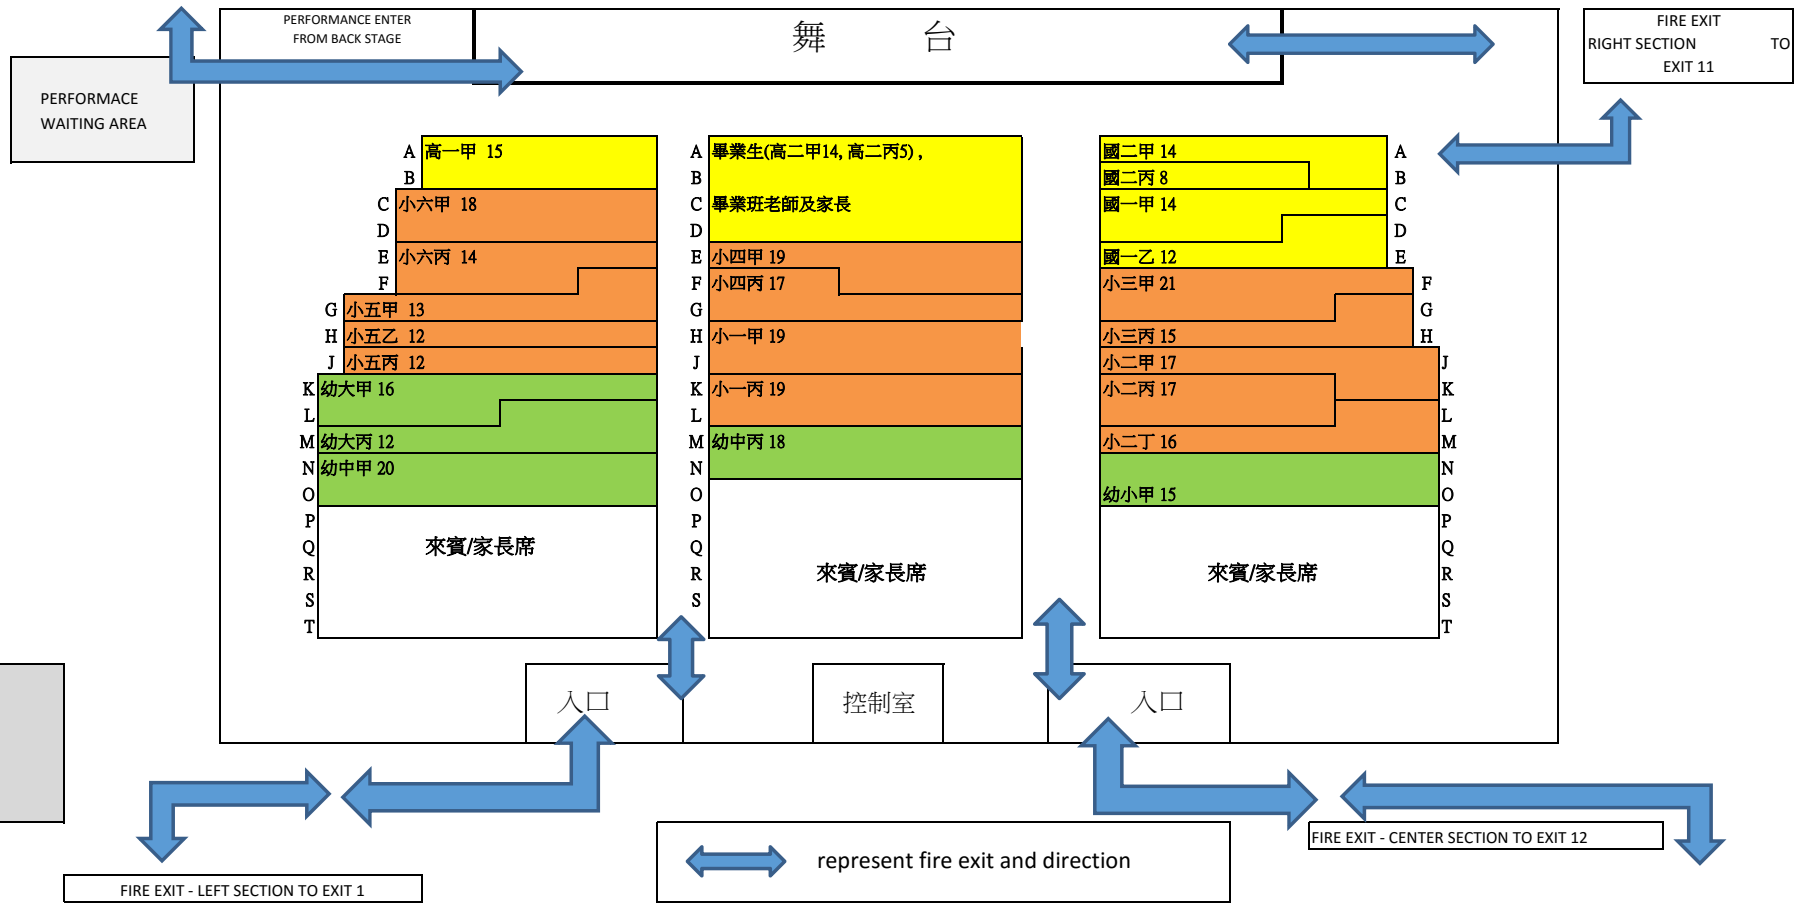 PERFORMANCE ENTER
FROM BACK STAGE
舞 台
FIRE EXIT
RIGHT SECTION TO
EXIT 11
PERFORMACE
WAITING AREA
A 高一甲 15
B
C 小六甲 18
D
E 小六丙 14
F
G 小五甲 13
H 小五乙 12
J 小五丙 12
K 幼大甲 16
L
M 幼大丙 12
N 幼中甲 20
O
P
Q 來賓/家長席
R
S
T
A 畢業生(高二甲14, 高二丙5) ,
B
C 畢業班老師及家長
D
E 小四甲 19
F 小四丙 17
G
H 小一甲 19
J
K 小一丙 19
L
M 幼中丙 18
N
O
P
Q
R 來賓/家長席
S
國二甲 14 A
國二丙 8 B
國一甲 14 C
D
國一乙 12 E
小三甲 21 F
G
小三丙 15 H
小二甲 17 J
小二丙 17 K
L
小二丁 16 M
N
幼小甲 15 O
P
Q
來賓/家長席 R
S
T
入口
控制室
入口
FIRE EXIT - LEFT SECTION TO EXIT 1
represent fire exit and direction
FIRE EXIT - CENTER SECTION TO EXIT 12